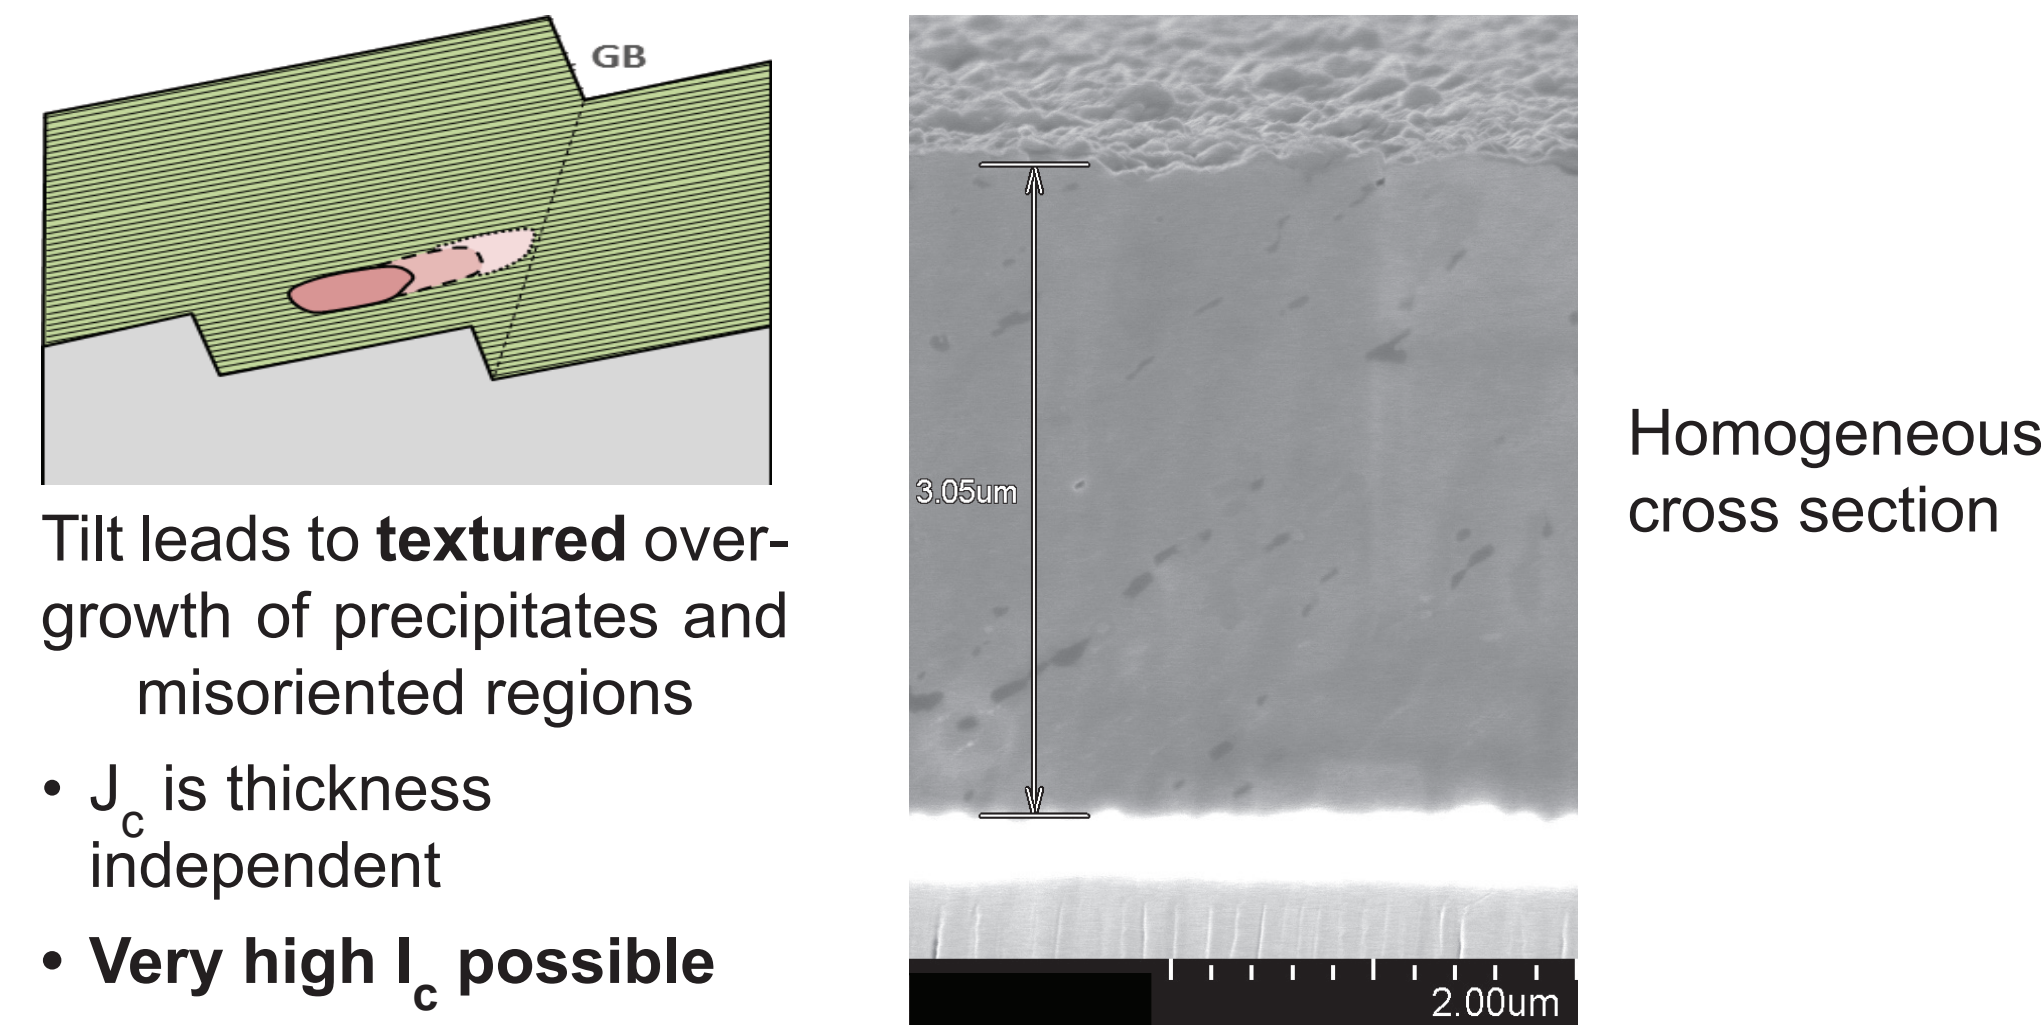 GB
Tilt leads to textured over-
growth of precipitates and
misoriented regions
• Jc is thickness
independent
• Very high Ic possible
3.05um
2.00um
Homogeneous
cross section